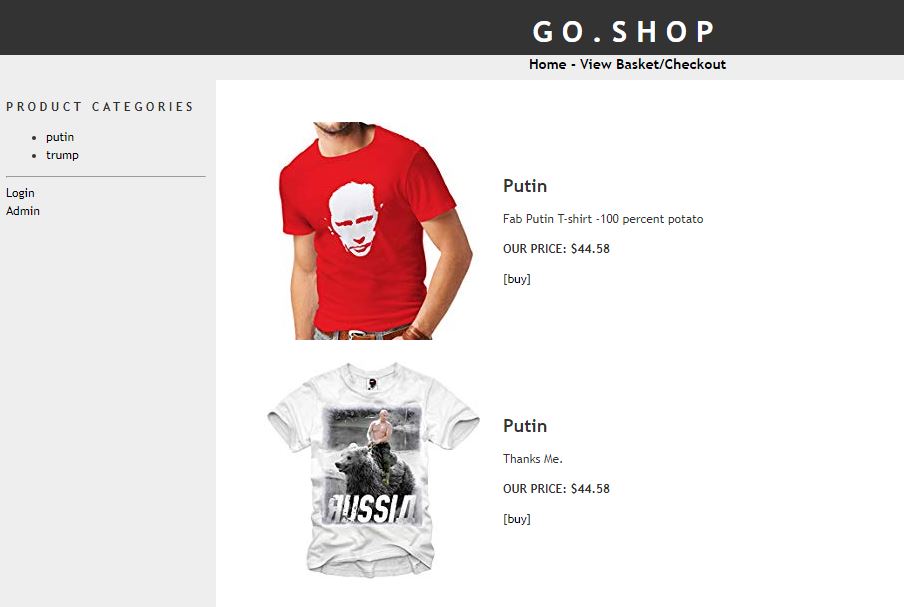 GO.SHOP
Home - View Basket/Checkout
PRODUCT CATEGORIES
putin
trump
Login
Admin
Putin
Fab Putin T-shirt -100 percent potato
OUR PRICE: $44.58
[buy]
ЯUSSIД
Putin
Thanks Me.
OUR PRICE: $44.58
[buy]